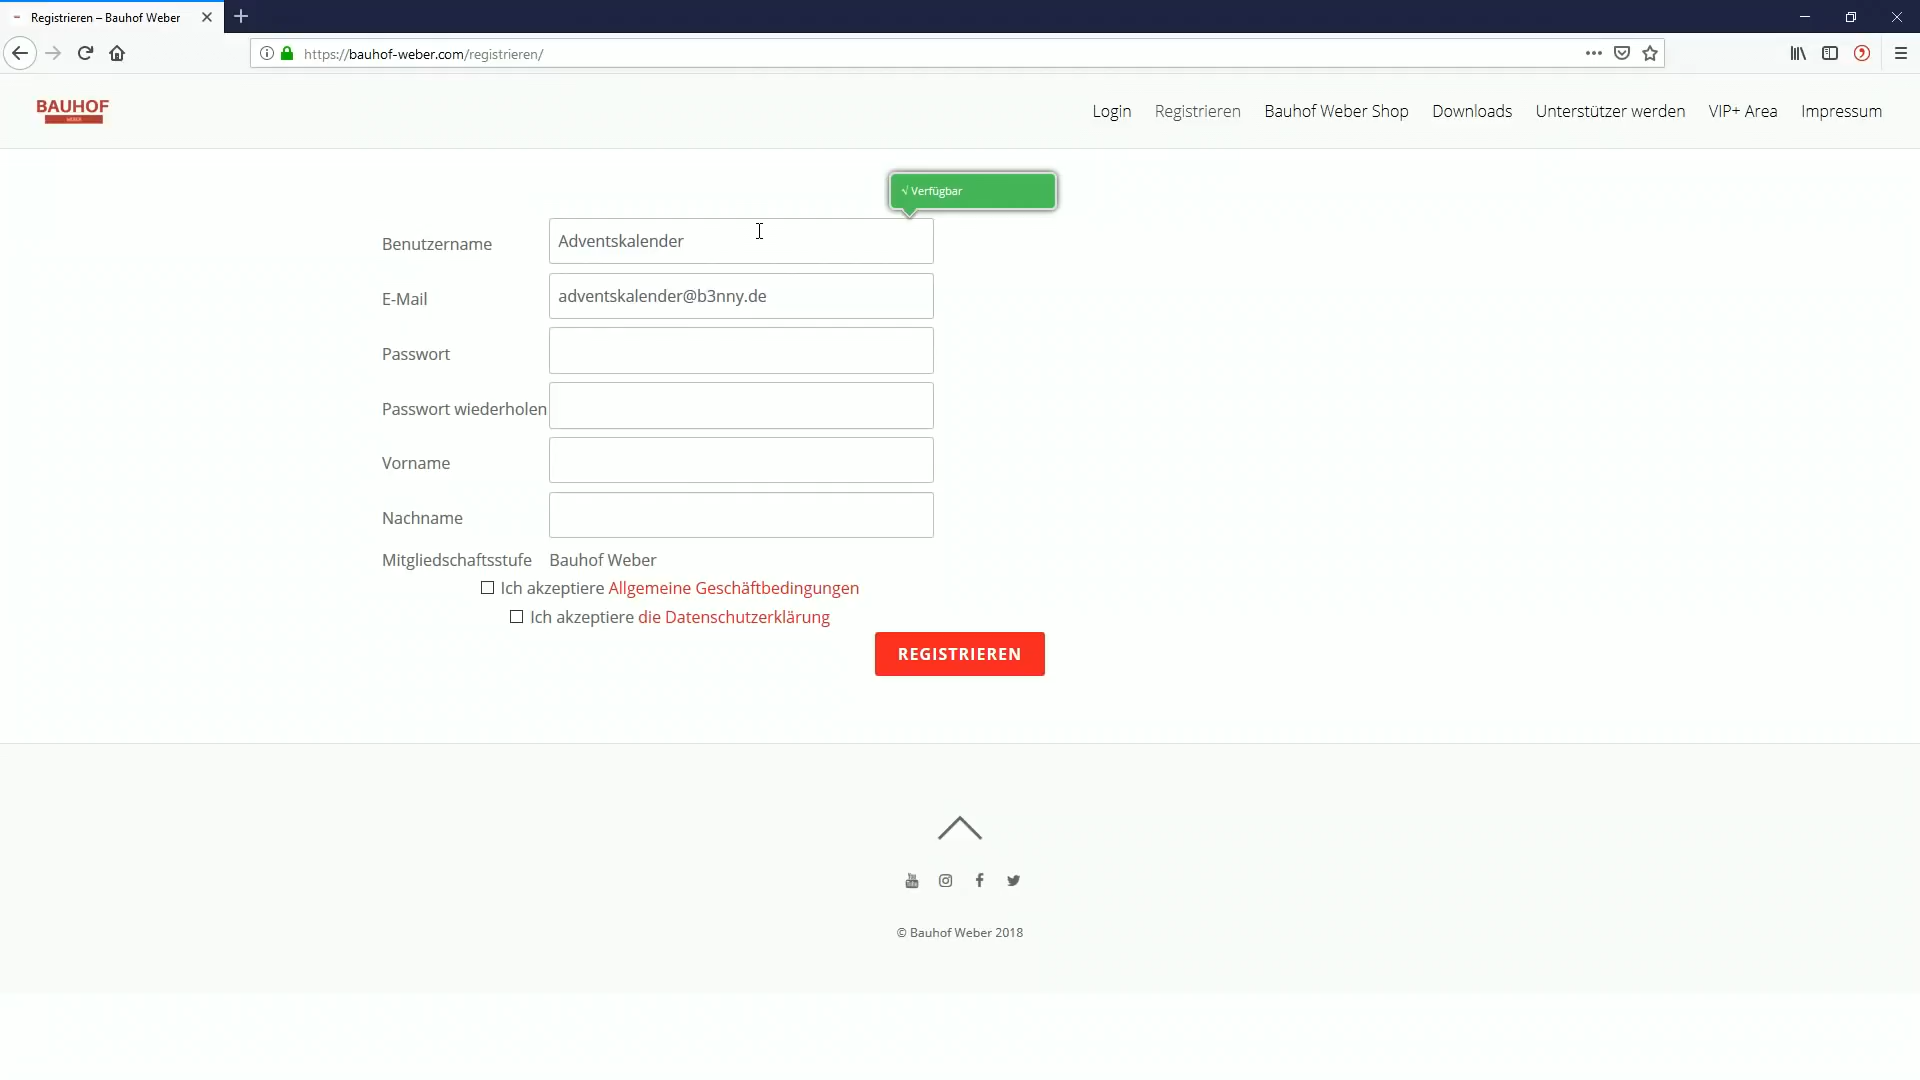 Registrieren – Bauhof Weber
https://bauhof-weber.com/registrieren/
BAUHOF
WEBER
Login Registrieren Bauhof Weber Shop Downloads Unterstützer werden VIP+ Area Impressum
√ Verfügbar
Benutzername Adventskalender
E-Mail adventskalender@b3nny.de
Passwort
Passwort wiederholen
Vorname
Nachname
Mitgliedschaftsstufe Bauhof Weber
Ich akzeptiere Allgemeine Geschäftbedingungen
Ich akzeptiere die Datenschutzerklärung
REGISTRIEREN
© Bauhof Weber 2018